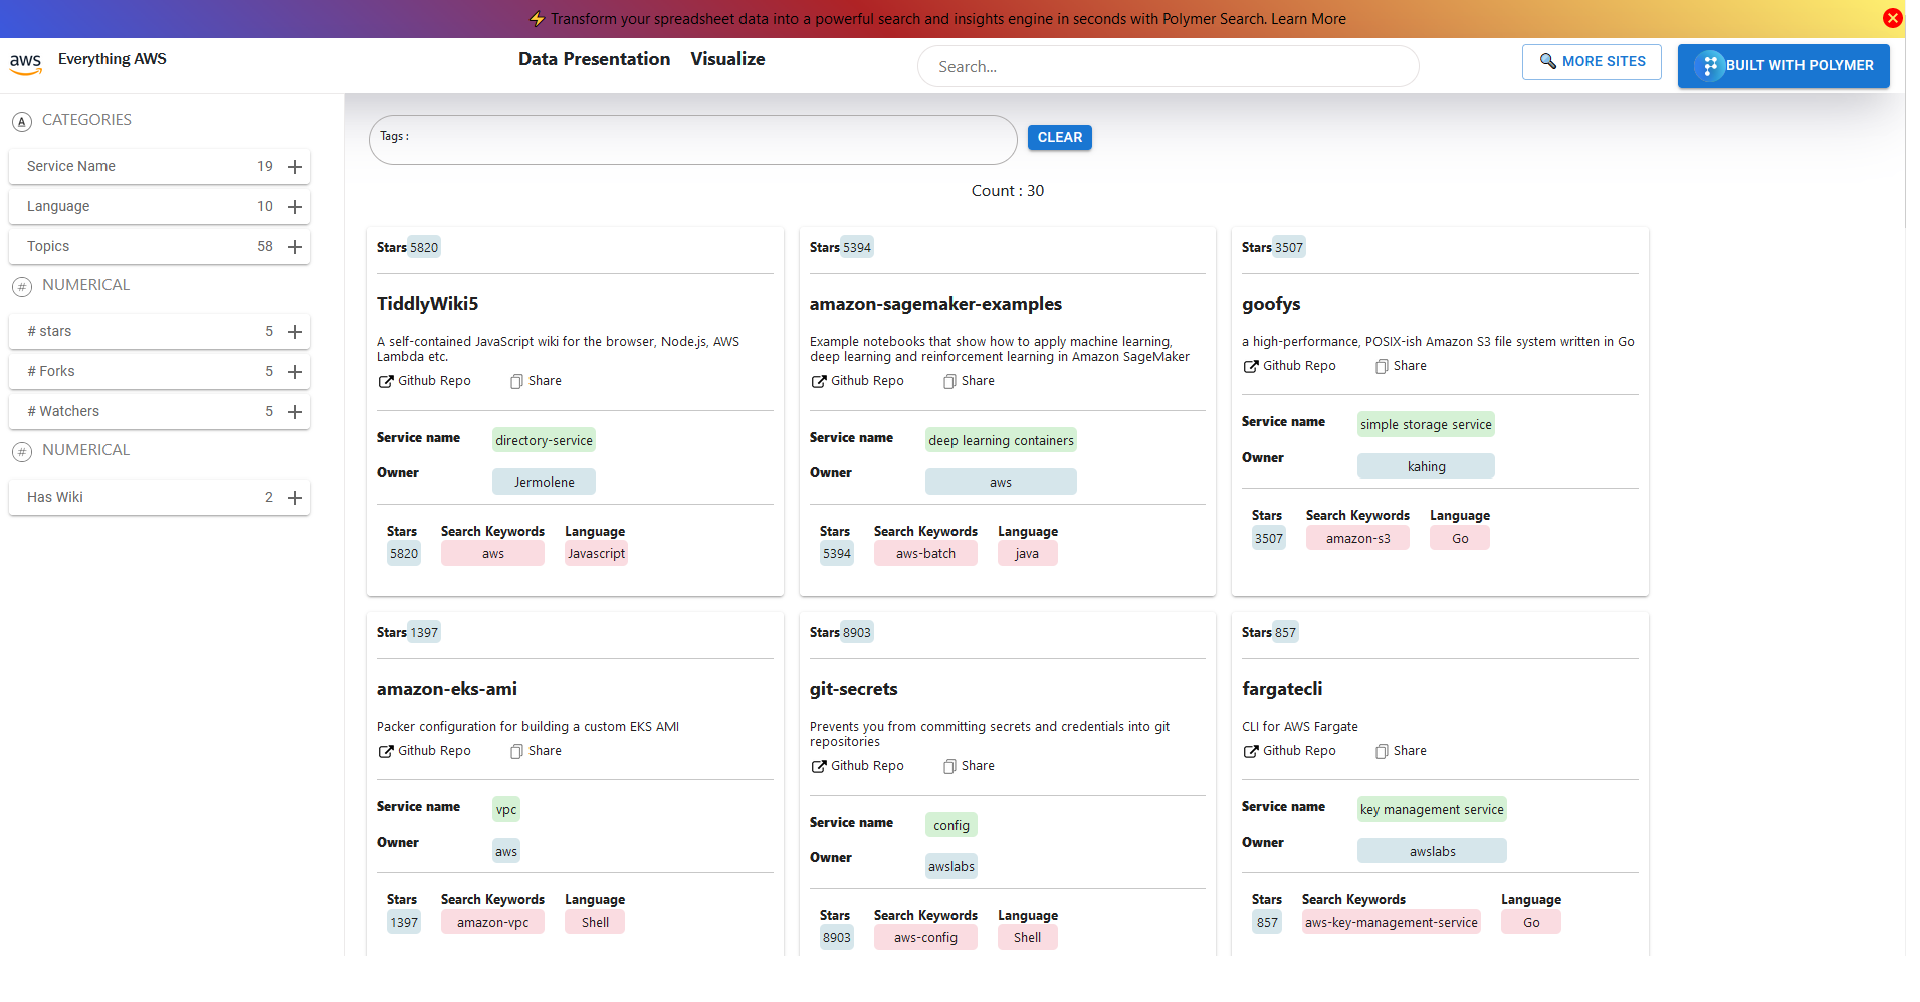 ⚡ Transform your spreadsheet data into a powerful search and insights engine in seconds with Polymer Search. Learn More
aws Everything AWS
Data Presentation Visualize
Search...
MORE SITES
BUILT WITH POLYMER
CATEGORIES
Service Name 19 +
Language 10 +
Topics 58 +
# NUMERICAL
# stars 5 +
# Forks 5 +
# Watchers 5 +
# NUMERICAL
Has Wiki 2 +
Tags :
CLEAR
Count : 30
Stars 5820
TiddlyWiki5
A self-contained JavaScript wiki for the browser, Node.js, AWS
Lambda etc.
Github Repo Share
Service name directory-service
Owner Jermolene
Stars Search Keywords Language
5820 aws Javascript
Stars 5394
amazon-sagemaker-examples
Example notebooks that show how to apply machine learning,
deep learning and reinforcement learning in Amazon SageMaker
Github Repo Share
Service name deep learning containers
Owner aws
Stars Search Keywords Language
5394 aws-batch java
Stars 3507
goofys
a high-performance, POSIX-ish Amazon S3 file system written in Go
Github Repo Share
Service name simple storage service
Owner kahing
Stars Search Keywords Language
3507 amazon-s3 Go
Stars 1397
amazon-eks-ami
Packer configuration for building a custom EKS AMI
Github Repo Share
Service name vpc
Owner aws
Stars Search Keywords Language
1397 amazon-vpc Shell
Stars 8903
git-secrets
Prevents you from committing secrets and credentials into git
repositories
Github Repo Share
Service name config
Owner awslabs
Stars Search Keywords Language
8903 aws-config Shell
Stars 857
fargatecli
CLI for AWS Fargate
Github Repo Share
Service name key management service
Owner awslabs
Stars Search Keywords Language
857 aws-key-management-service Go